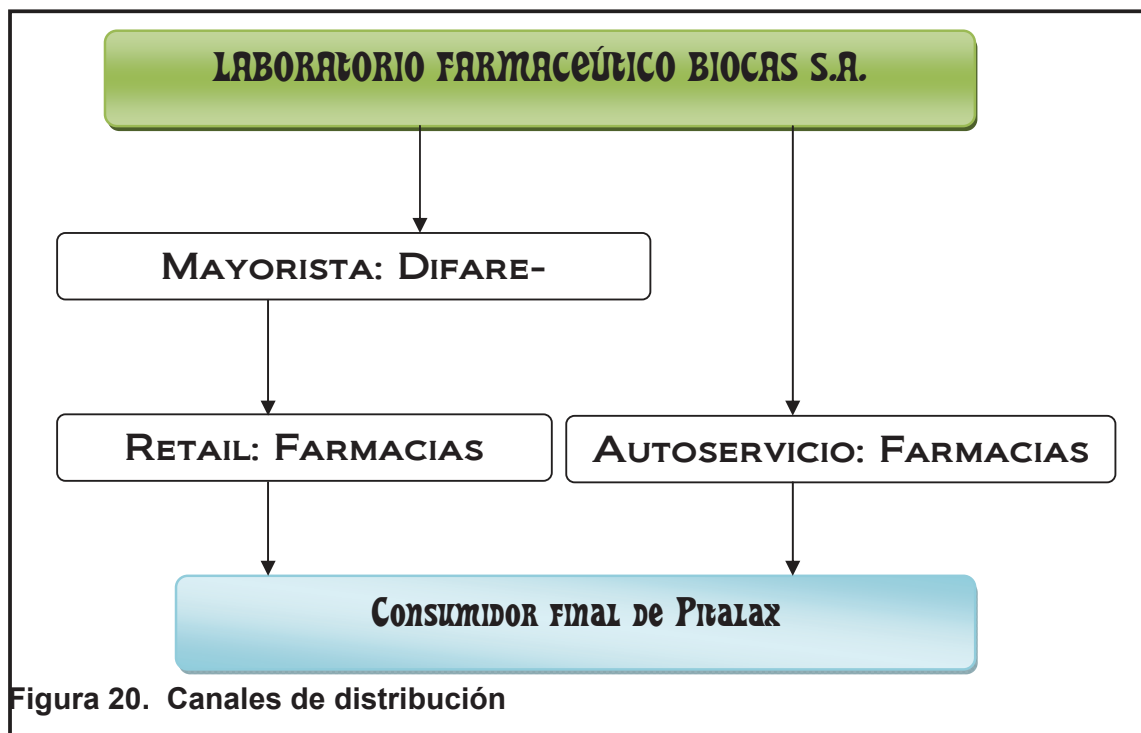 LABORATORIO FARMACEÚTICO BIOCAS S.A.
MAYORISTA: DIFARE-
RETAIL: FARMACIAS
AUTOSERVICIO: FARMACIAS
CONSUMIDOR FINAL DE PITALAX
Figura 20. Canales de distribución